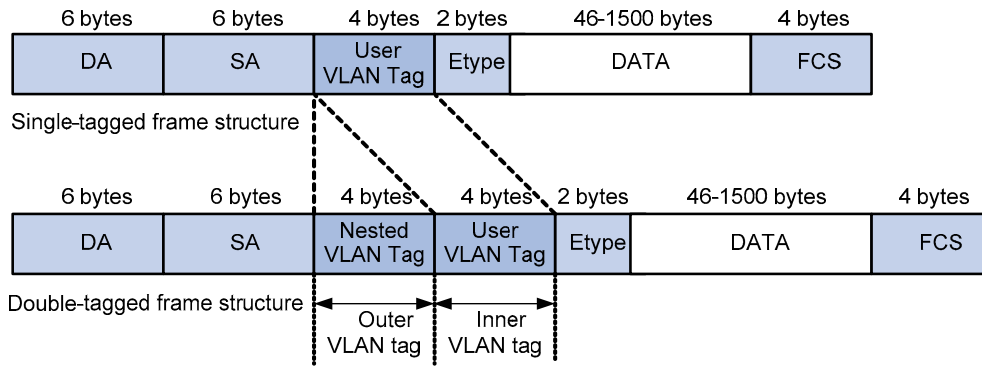 6 bytes 6 bytes 4 bytes 2 bytes 46-1500 bytes 4 bytes
DA SA User VLAN Tag Etype DATA FCS
Single-tagged frame structure
6 bytes 6 bytes 4 bytes 4 bytes 2 bytes 46-1500 bytes 4 bytes
DA SA Nested VLAN Tag User VLAN Tag Etype DATA FCS
Double-tagged frame structure
Outer VLAN tag
Inner VLAN tag